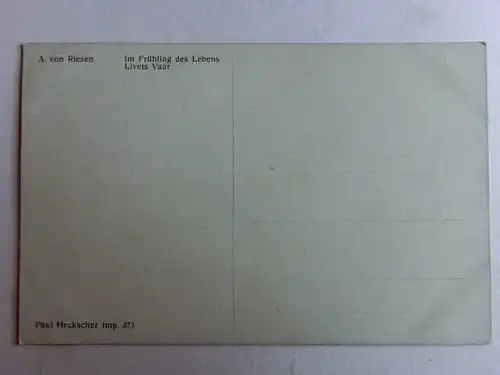 A. von Riesen
Im Frühling des Lebens
Livets Vaar
Paul Heckscher Imp. 373